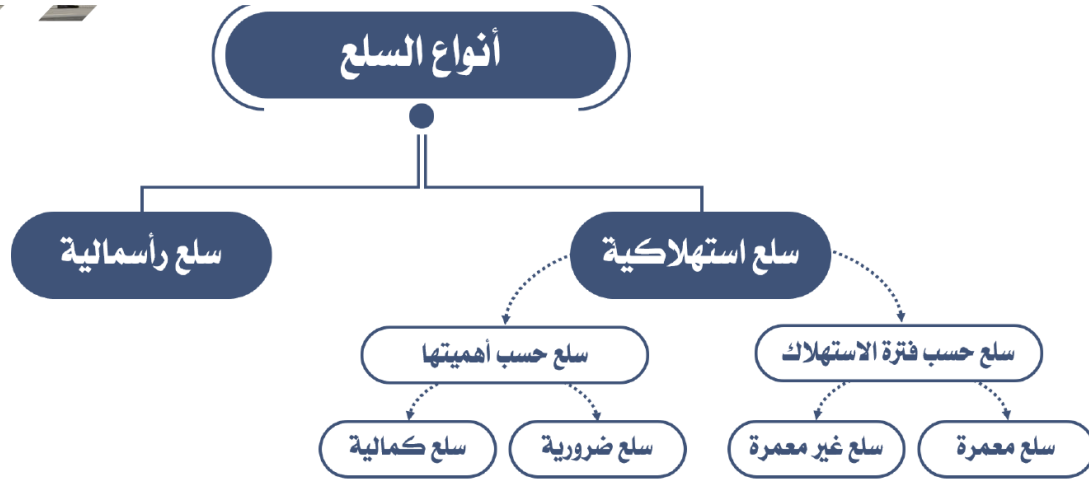 أنواع السلع
سلع استهلاكية
سلع رأسمالية
سلع حسب فترة الاستهلاك
سلع حسب أهميتها
سلع معمرة
سلع غير معمرة
سلع ضرورية
سلع كمالية